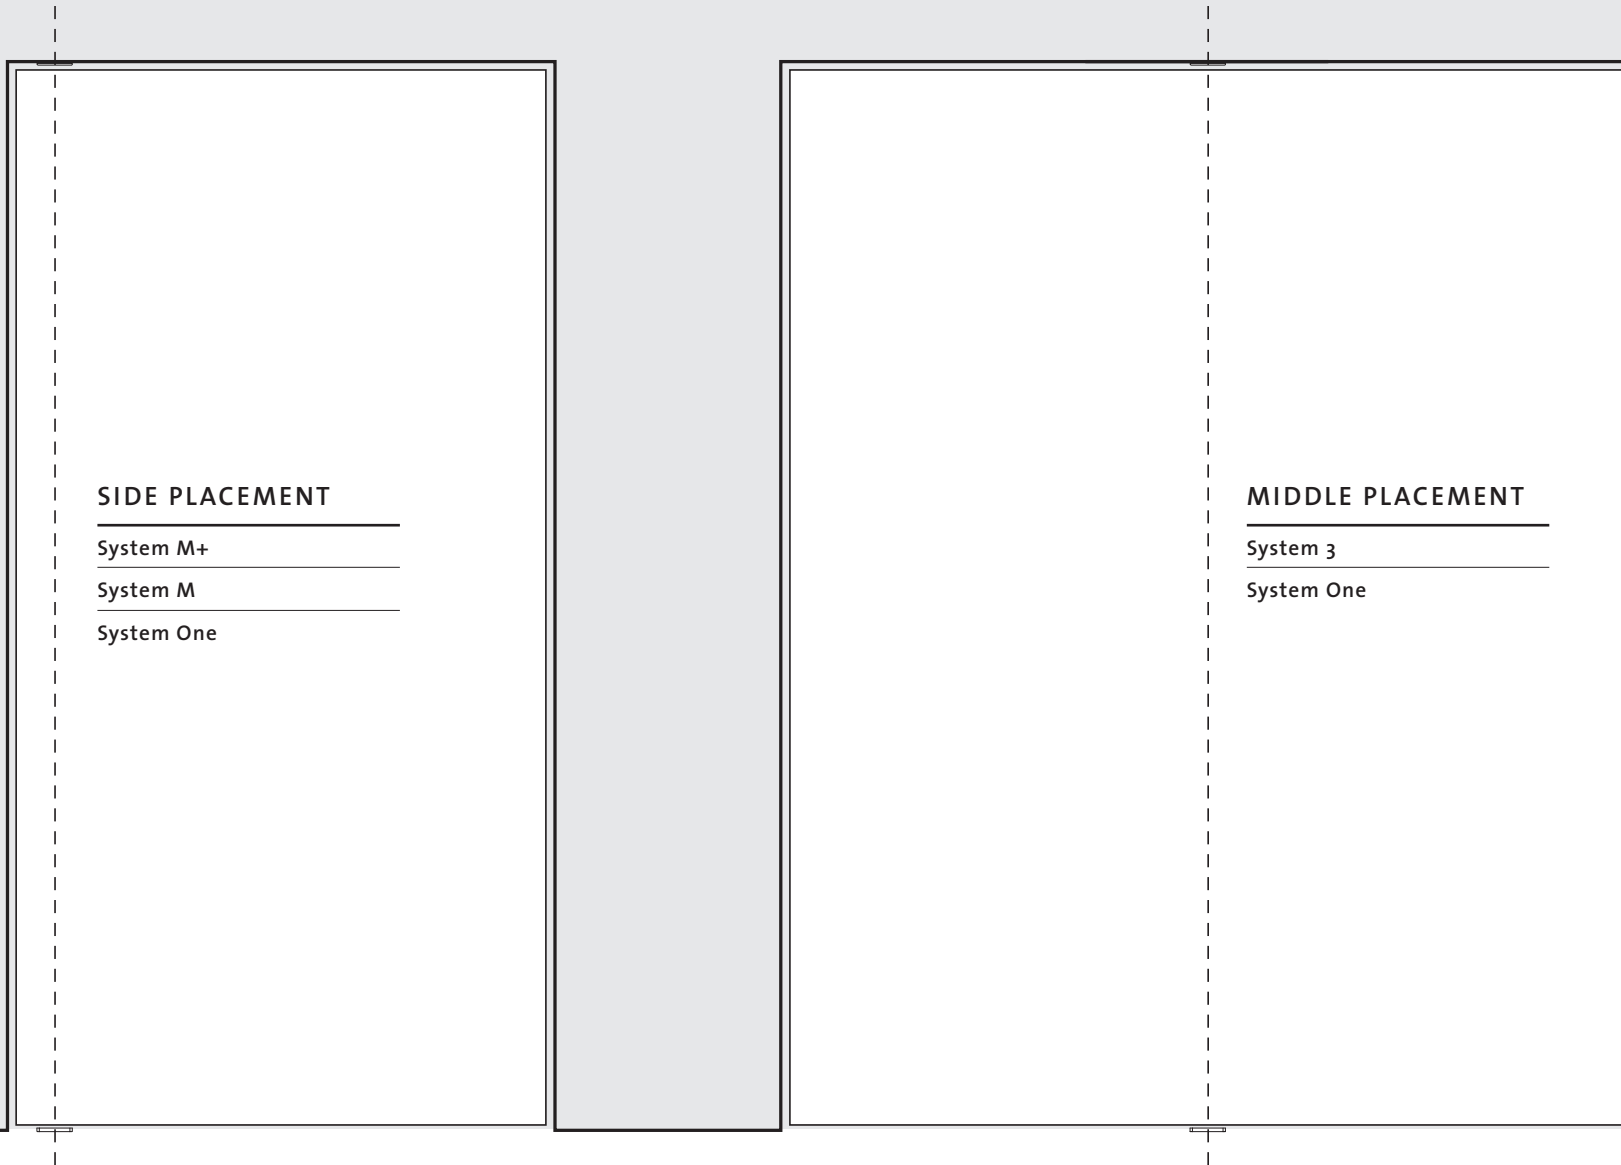 SIDE PLACEMENT
System M+
System M
System One
MIDDLE PLACEMENT
System 3
System One